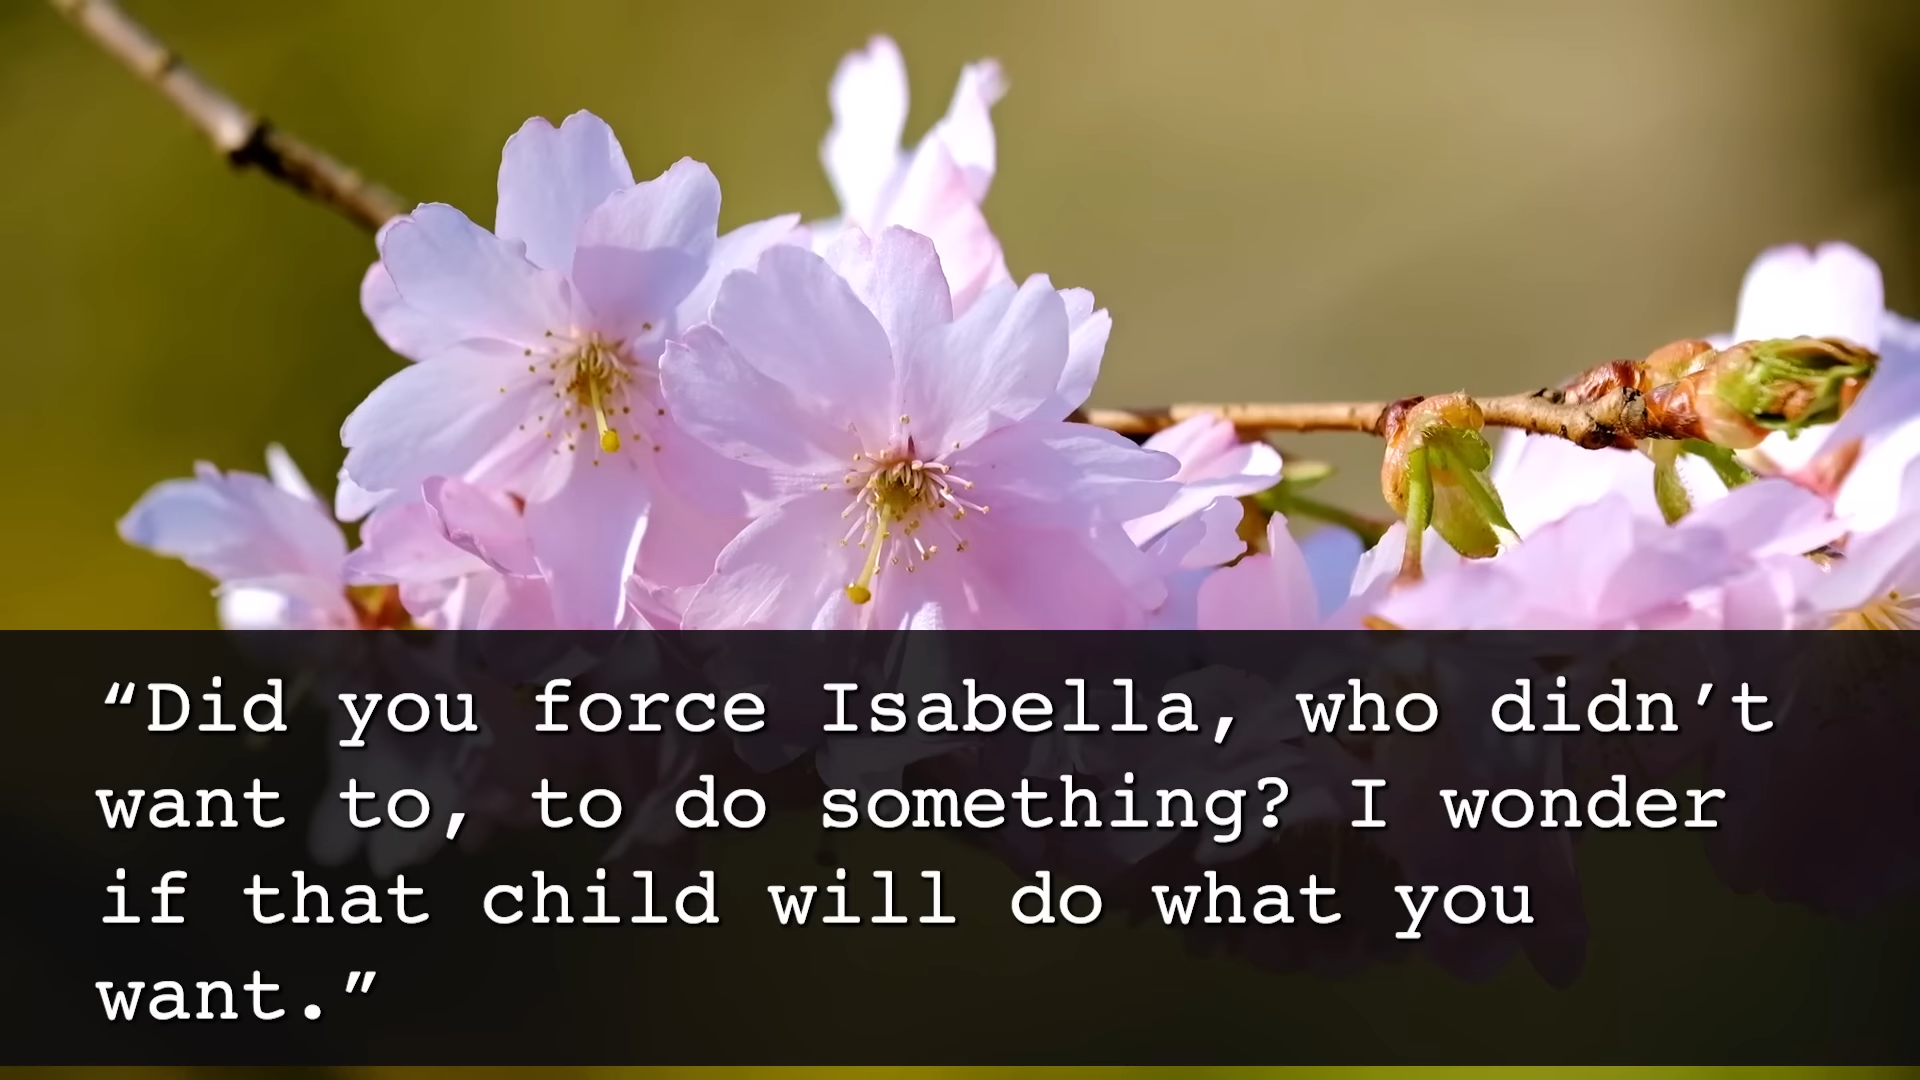 “Did you force Isabella, who didn’t
want to, to do something? I wonder
if that child will do what you
want.”